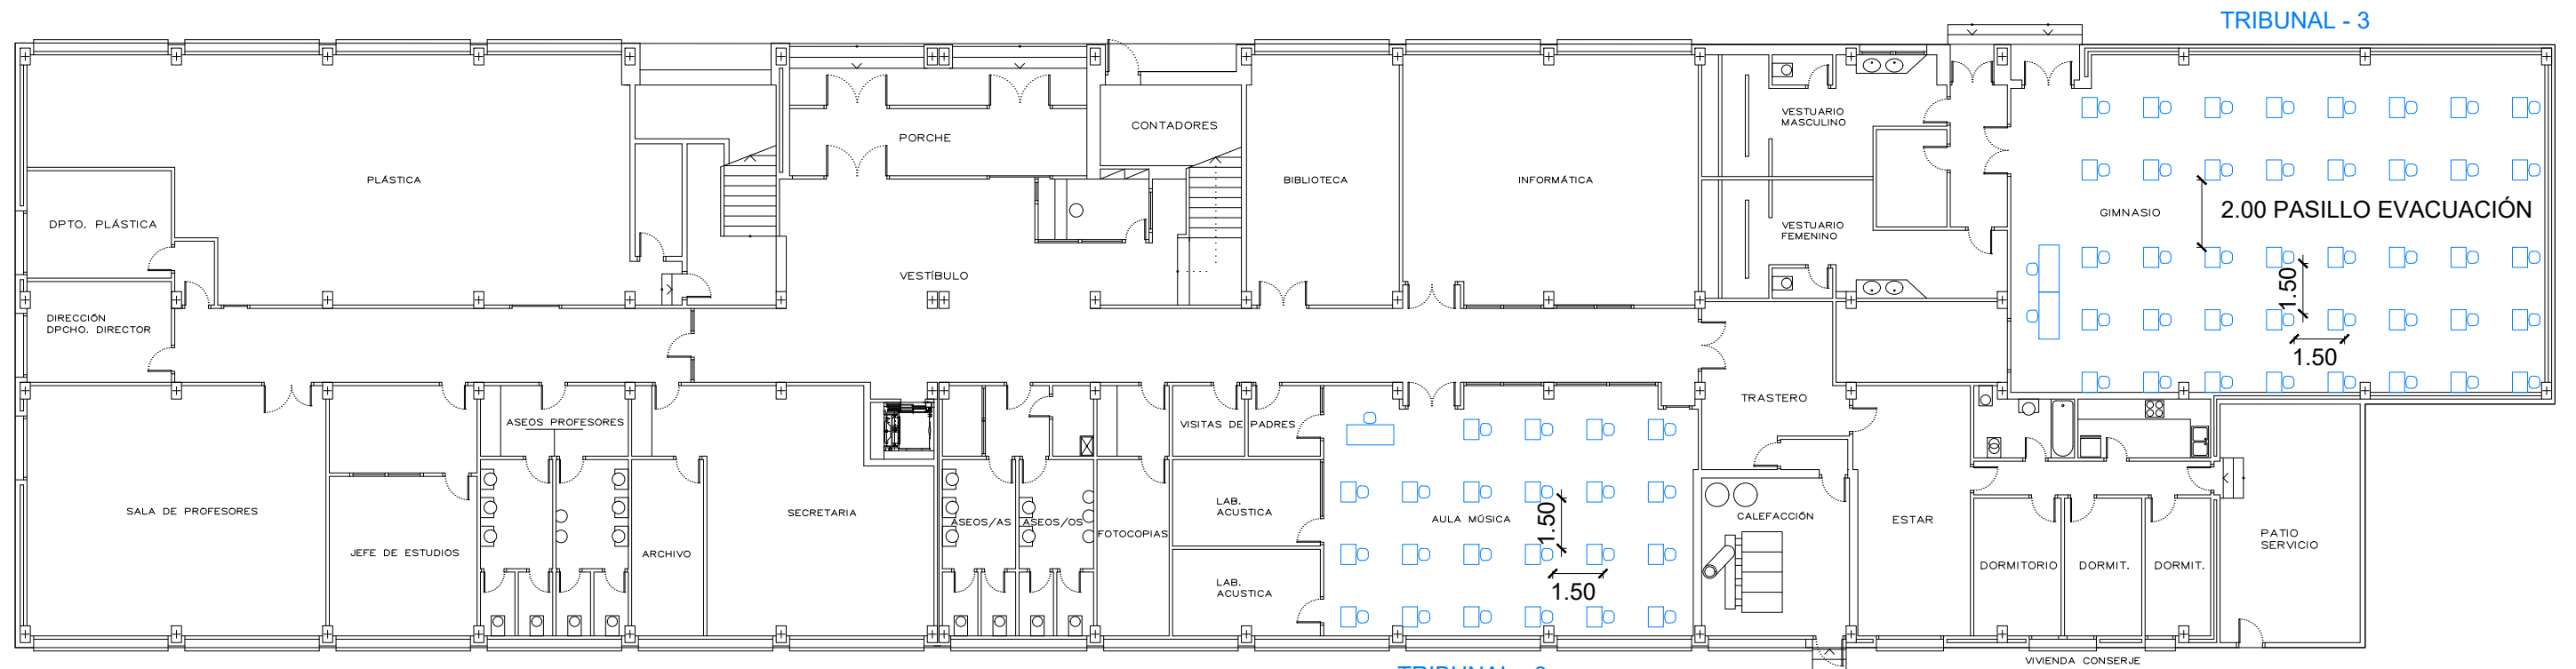 TRIBUNAL - 3
VESTUARIO
MASCULINO
CONTADORES
PORCHE
PLÁSTICA
BIBLIOTECA
INFORMÁTICA
GIMNASIO
2.00 PASILLO EVACUACIÓN
DPTO. PLÁSTICA
VESTUARIO
FEMENINO
VESTÍBULO
1.50
DIRECCIÓN
DPCHO. DIRECTOR
1.50
TRASTERO
ASEOS PROFESORES
VISITAS DE PADRES
SALA DE PROFESORES
SECRETARIA
LAB.
ACUSTICA
AULA MÚSICA
1.50
CALEFACCIÓN
ESTAR
ASEOS/AS
ASEOS/OS
FOTOCOPIAS
PATIO
SERVICIO
JEFE DE ESTUDIOS
ARCHIVO
DORMITORIO
DORMIT.
DORMIT.
LAB.
ACUSTICA
1.50
VIVIENDA CONSERJE
TRIBUNAL